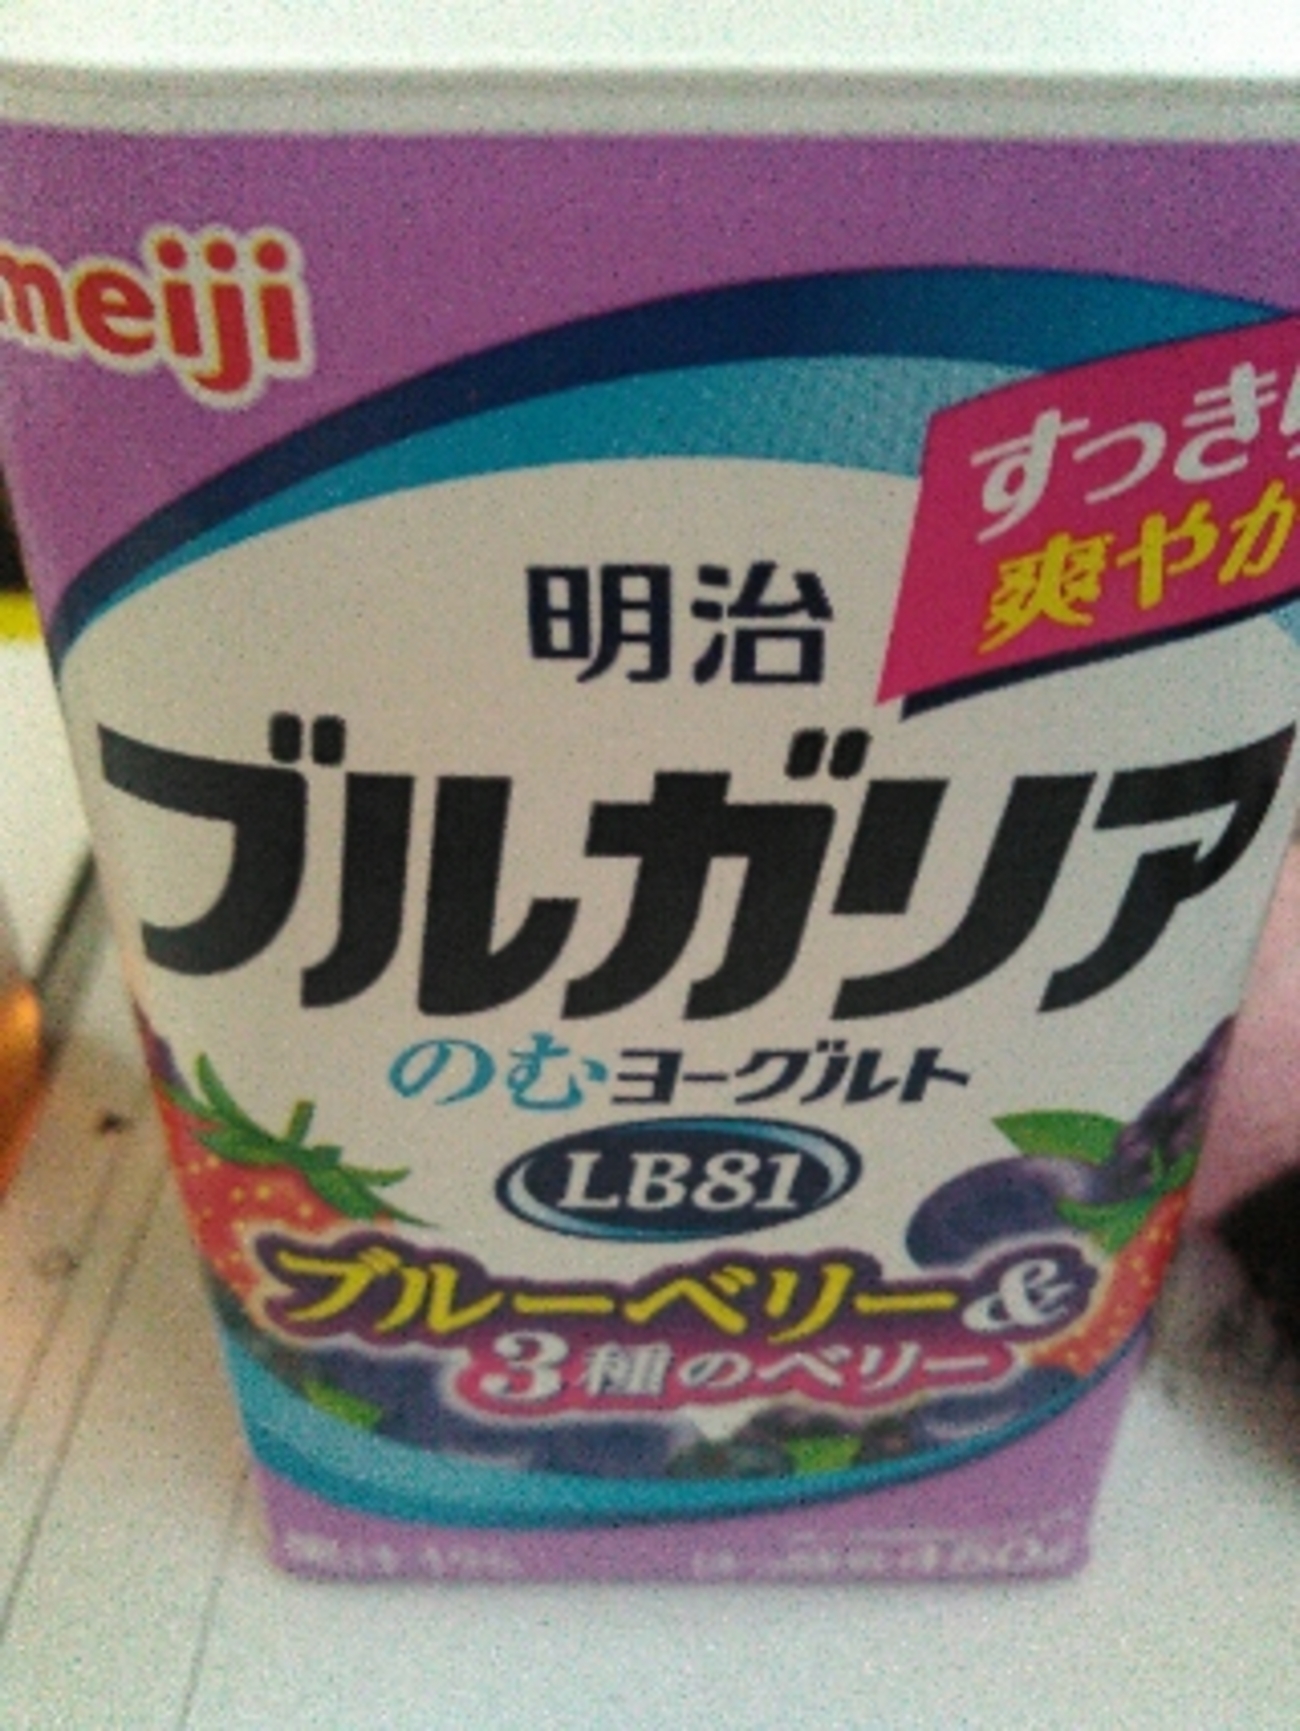 meiji
すっきり
爽やか
明治
ブルガリア
のむヨーグルト
LB81
ブルーベリー&
3種のベリー